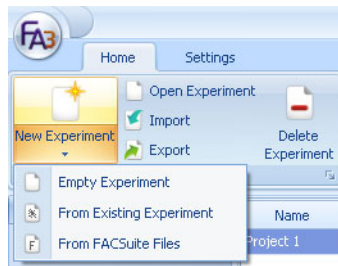 FA3
Home Settings
New Experiment
Open Experiment
Import
Export
Delete
Experiment
Empty Experiment
From Existing Experiment
F From FACSuite Files
Name
Project 1